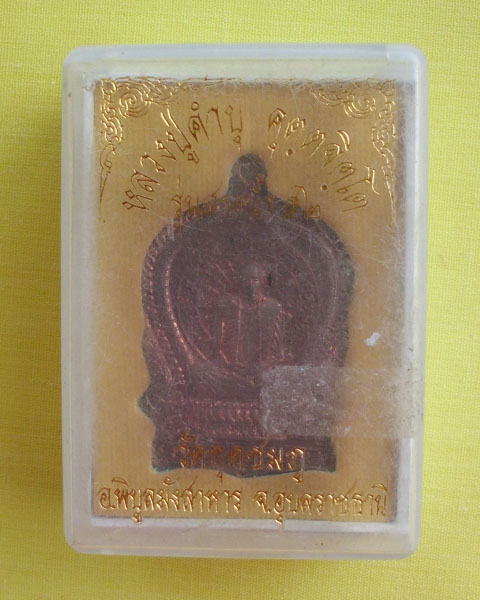 หลวงปู่คำบุ คุตฺตจิตฺโต
วัดกุดชมภู
อ.พิบูลมังสาหาร จ.อุบลราชธานี